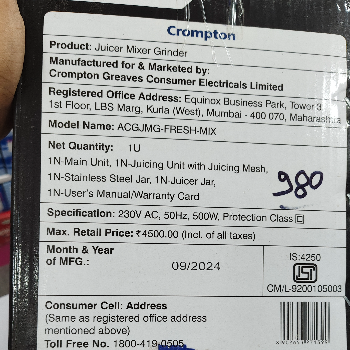 Crompton
Product: Juicer Mixer Grinder
Manufactured for & Marketed by:
Crompton Greaves Consumer Electricals Limited
Registered Office Address: Equinox Business Park, Tower 3,
1st Floor, LBS Marg, Kurla (West), Mumbai - 400 070, Maharashtra
Model Name: ACGJMG-FRESH-MIX
Net Quantity: 1U
1N-Main Unit, 1N-Juicing Unit with Juicing Mesh,
1N-Stainless Steel Jar, 1N-Juicer Jar,
1N-User's Manual/Warranty Card
980
Specification: 230V AC, 50Hz, 500W, Protection Class
Max. Retail Price: ₹4500.00 (Incl. of all taxes)
Month & Year
of MFG.: 09/2024
IS:4250
ISI
CM/L-9200105003
Consumer Cell: Address
(Same as registered office address
mentioned above)
Toll Free No. 1800-419-0505